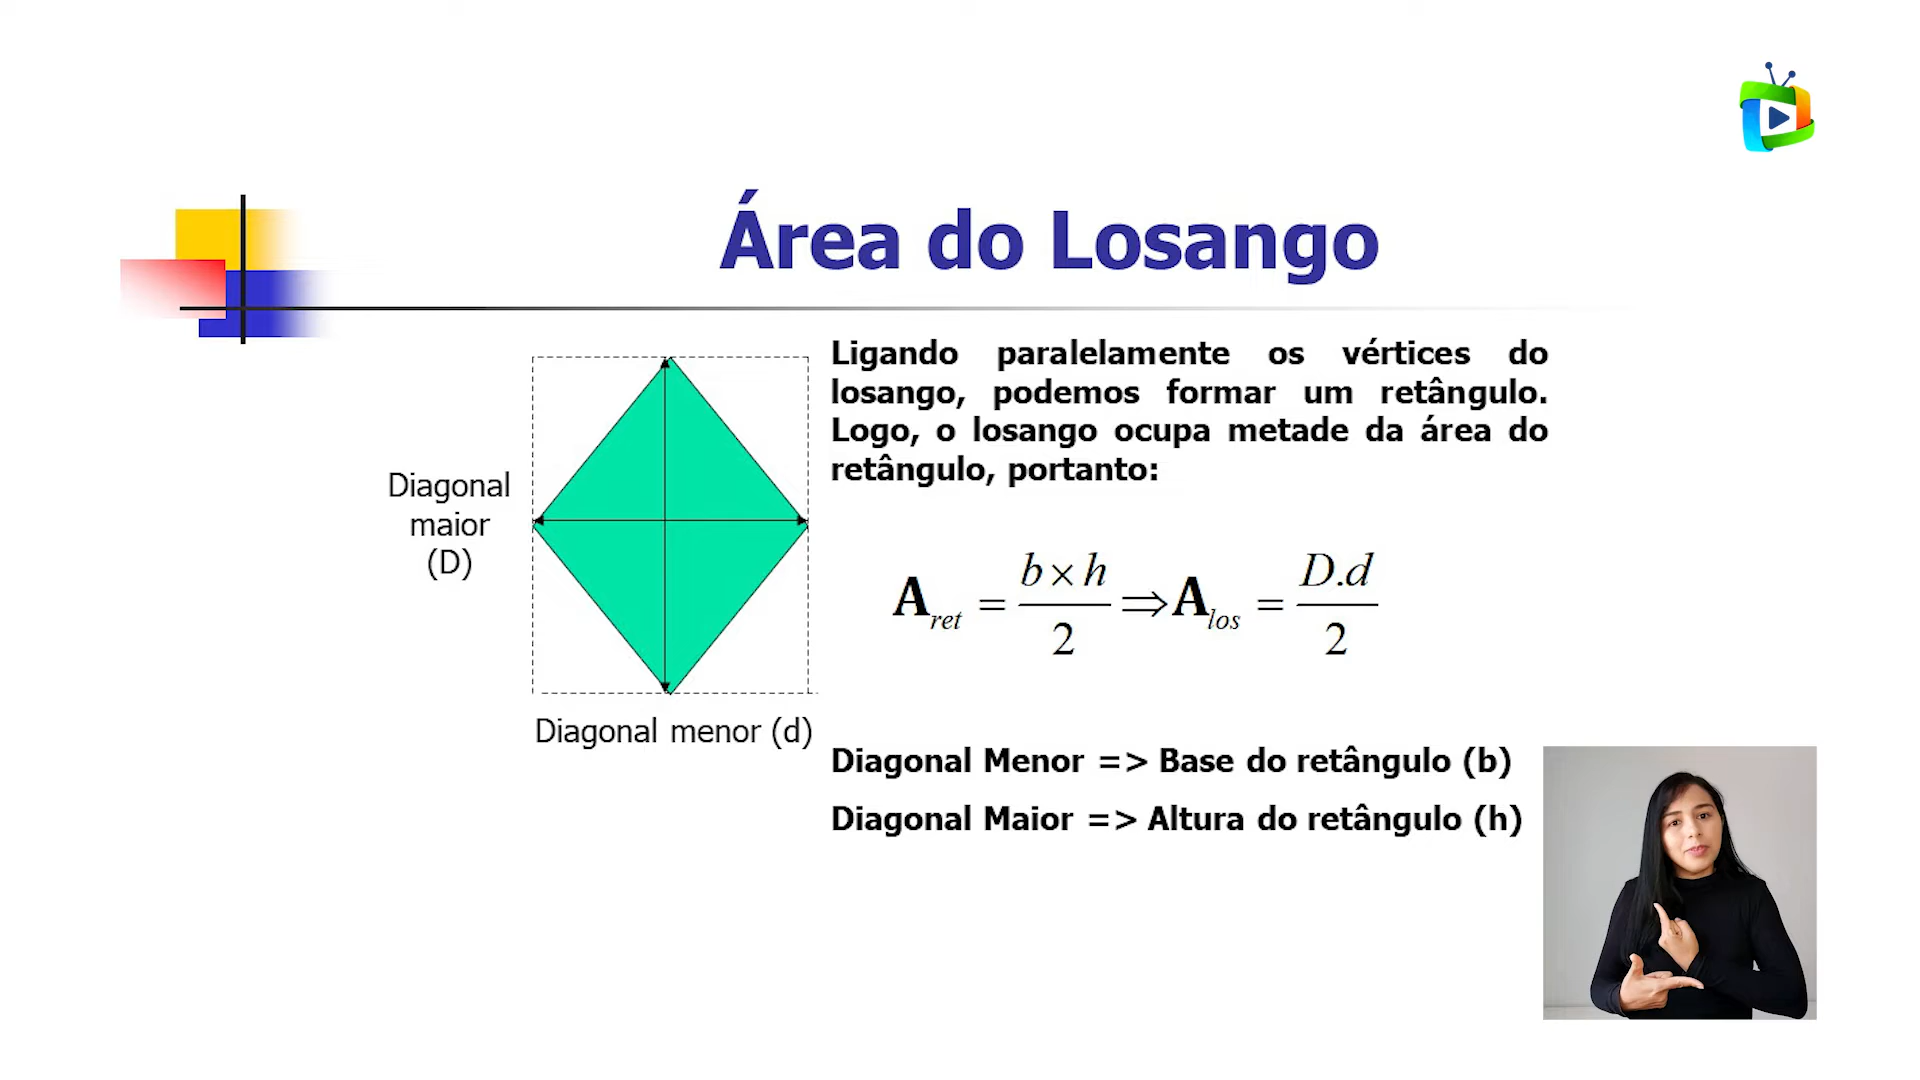 Área do Losango
Ligando paralelamente os vértices do
losango, podemos formar um retângulo.
Logo, o losango ocupa metade da área do
retângulo, portanto:
Diagonal
maior
(D)
A_ret = b × h / 2 ⇒ A_los = D.d / 2
Diagonal menor (d)
Diagonal Menor => Base do retângulo (b)
Diagonal Maior => Altura do retângulo (h)